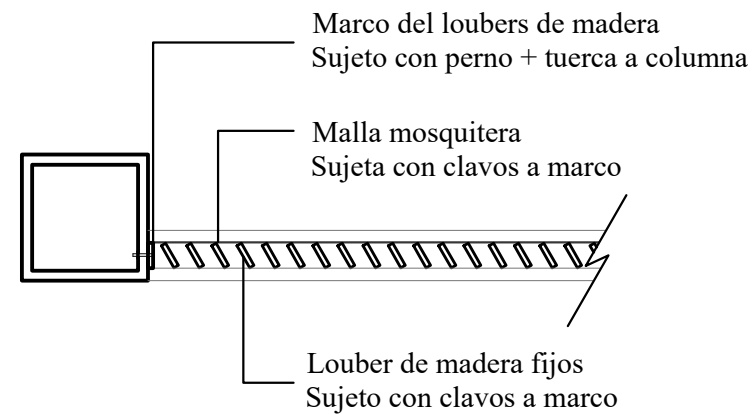 Marco del loubers de madera
Sujeto con perno + tuerca a columna
Malla mosquitera
Sujeta con clavos a marco
Louber de madera fijos
Sujeto con clavos a marco